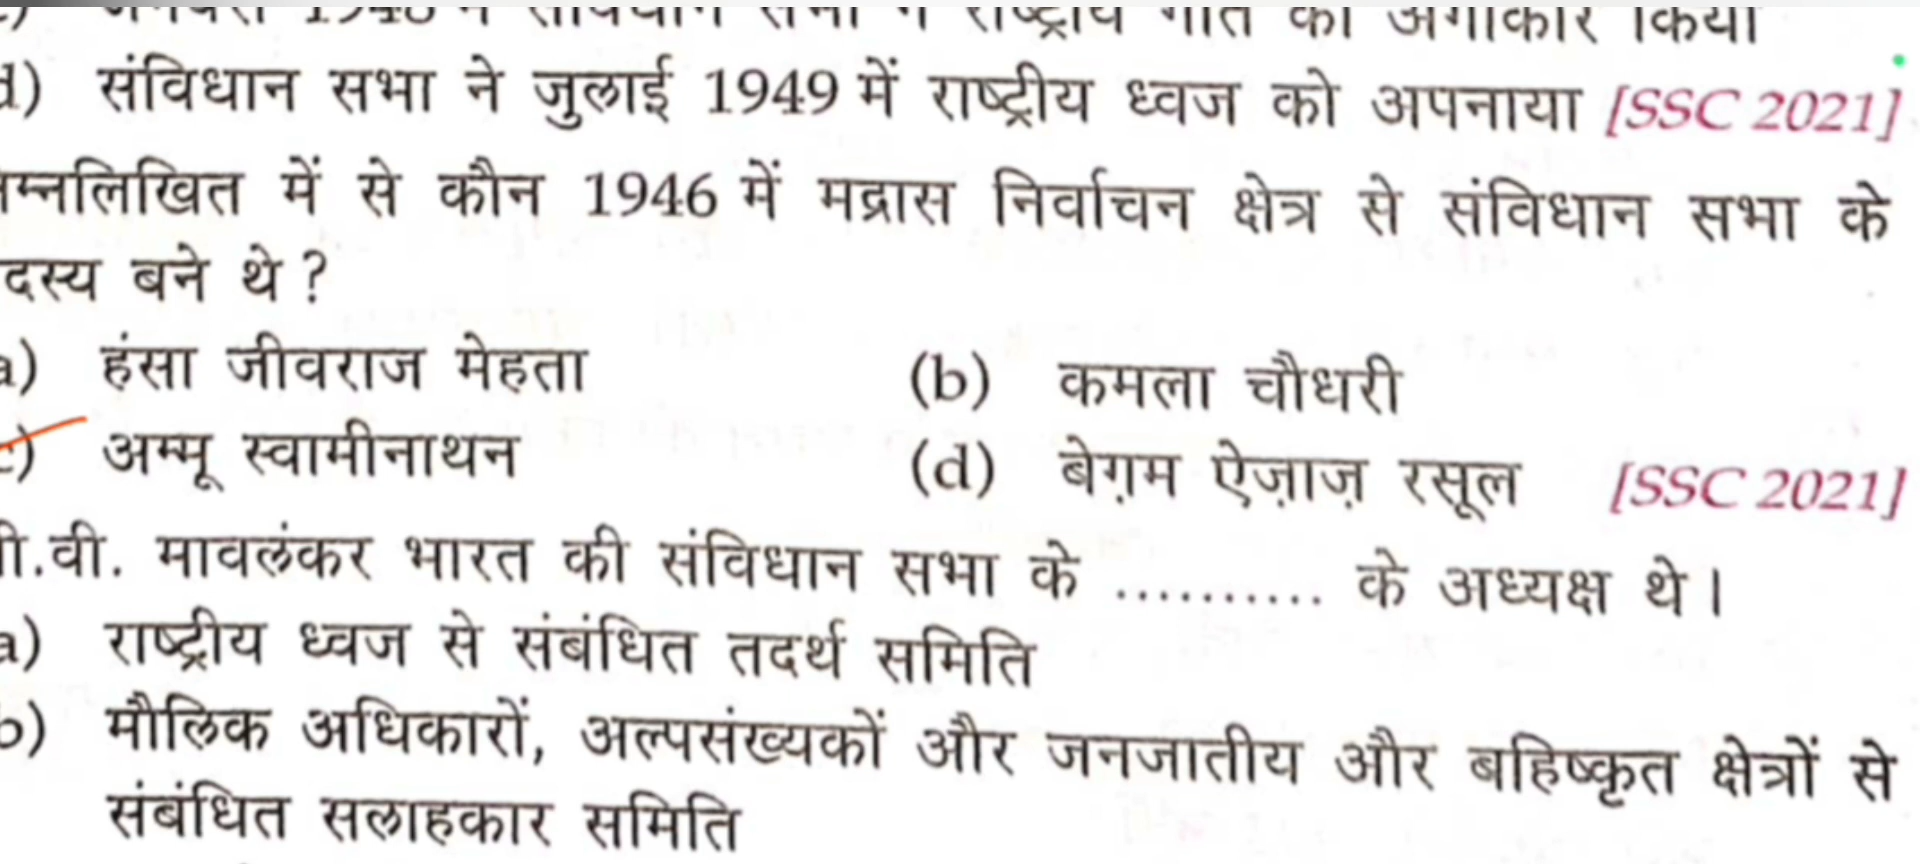 1948 में संविधान सभा ने राष्ट्रीय गीत को अंगीकार किया
d) संविधान सभा ने जुलाई 1949 में राष्ट्रीय ध्वज को अपनाया [SSC 2021]
म्नलिखित में से कौन 1946 में मद्रास निर्वाचन क्षेत्र से संविधान सभा के
दस्य बने थे ?
a) हंसा जीवराज मेहता (b) कमला चौधरी
c) अम्मू स्वामीनाथन (d) बेग़म ऐज़ाज़ रसूल [SSC 2021]
ी.वी. मावलंकर भारत की संविधान सभा के .......... के अध्यक्ष थे।
a) राष्ट्रीय ध्वज से संबंधित तदर्थ समिति
b) मौलिक अधिकारों, अल्पसंख्यकों और जनजातीय और बहिष्कृत क्षेत्रों से
संबंधित सलाहकार समिति